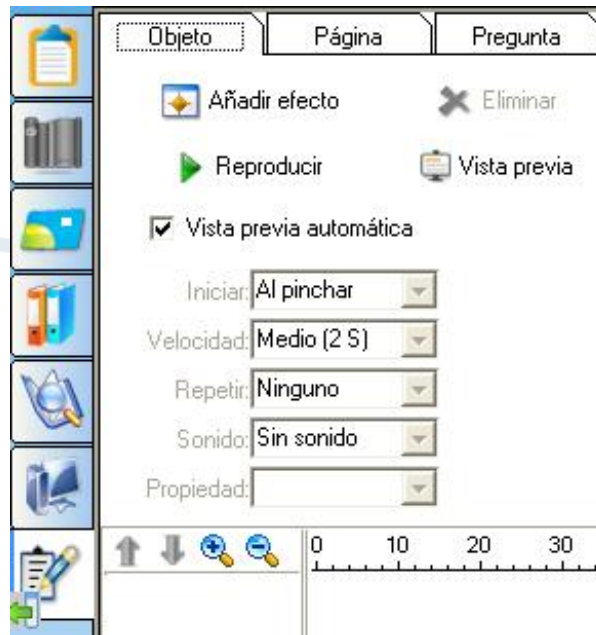 Objeto Página Pregunta
Añadir efecto Eliminar
Reproducir Vista previa
Vista previa automática
Iniciar: Al pinchar
Velocidad: Medio (2 S)
Repetir: Ninguno
Sonido: Sin sonido
Propiedad:
0 10 20 30